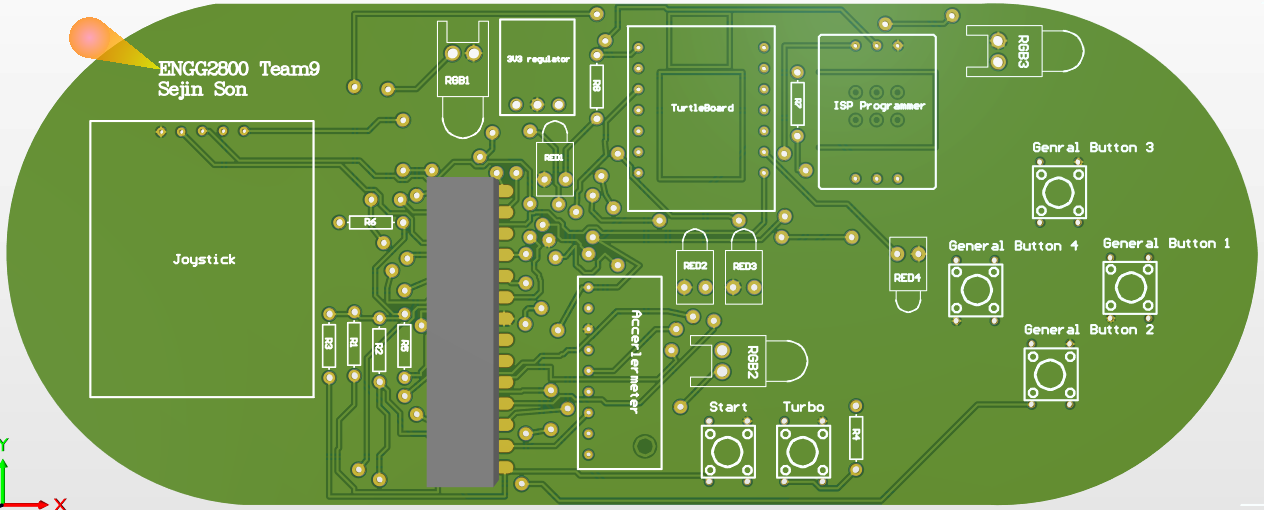 ENGG2800 Team9
Sejin Son
RGB1
3V3 regulator
R8
TurtleBoard
R7
ISP Programmer
RGB3
RED1
Genral Button 3
R6
Joystick
RED2
RED3
RED4
General Button 4
General Button 1
General Button 2
R3
R1
R2
R5
Accerlermeter
RGB2
Start
Turbo
R4
Y
X